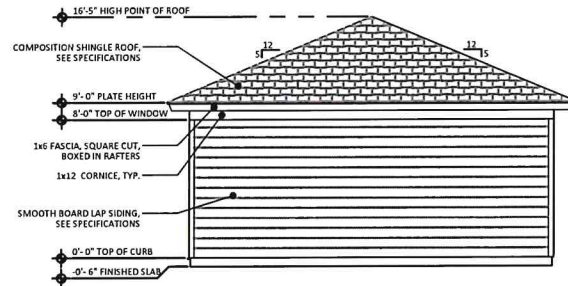 16'-5" HIGH POINT OF ROOF
12
5
12
5
COMPOSITION SHINGLE ROOF,
SEE SPECIFICATIONS
9'-0" PLATE HEIGHT
8'-0" TOP OF WINDOW
1x6 FASCIA, SQUARE CUT,
BOXED IN RAFTERS
1x12 CORNICE, TYP.
SMOOTH BOARD LAP SIDING,
SEE SPECIFICATIONS
0'-0" TOP OF CURB
-0'-6" FINISHED SLAB